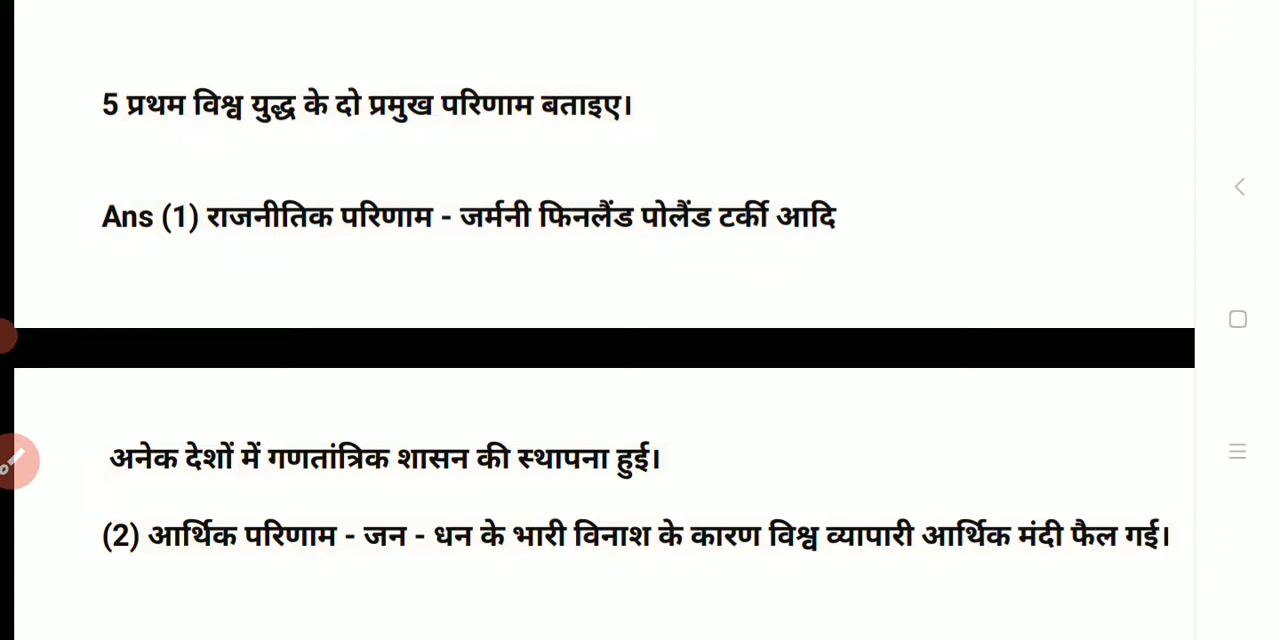 5 प्रथम विश्व युद्ध के दो प्रमुख परिणाम बताइए।
Ans (1) राजनीतिक परिणाम - जर्मनी फिनलैंड पोलैंड टर्की आदि
अनेक देशों में गणतांत्रिक शासन की स्थापना हुई।
(2) आर्थिक परिणाम - जन - धन के भारी विनाश के कारण विश्व व्यापारी आर्थिक मंदी फैल गई।